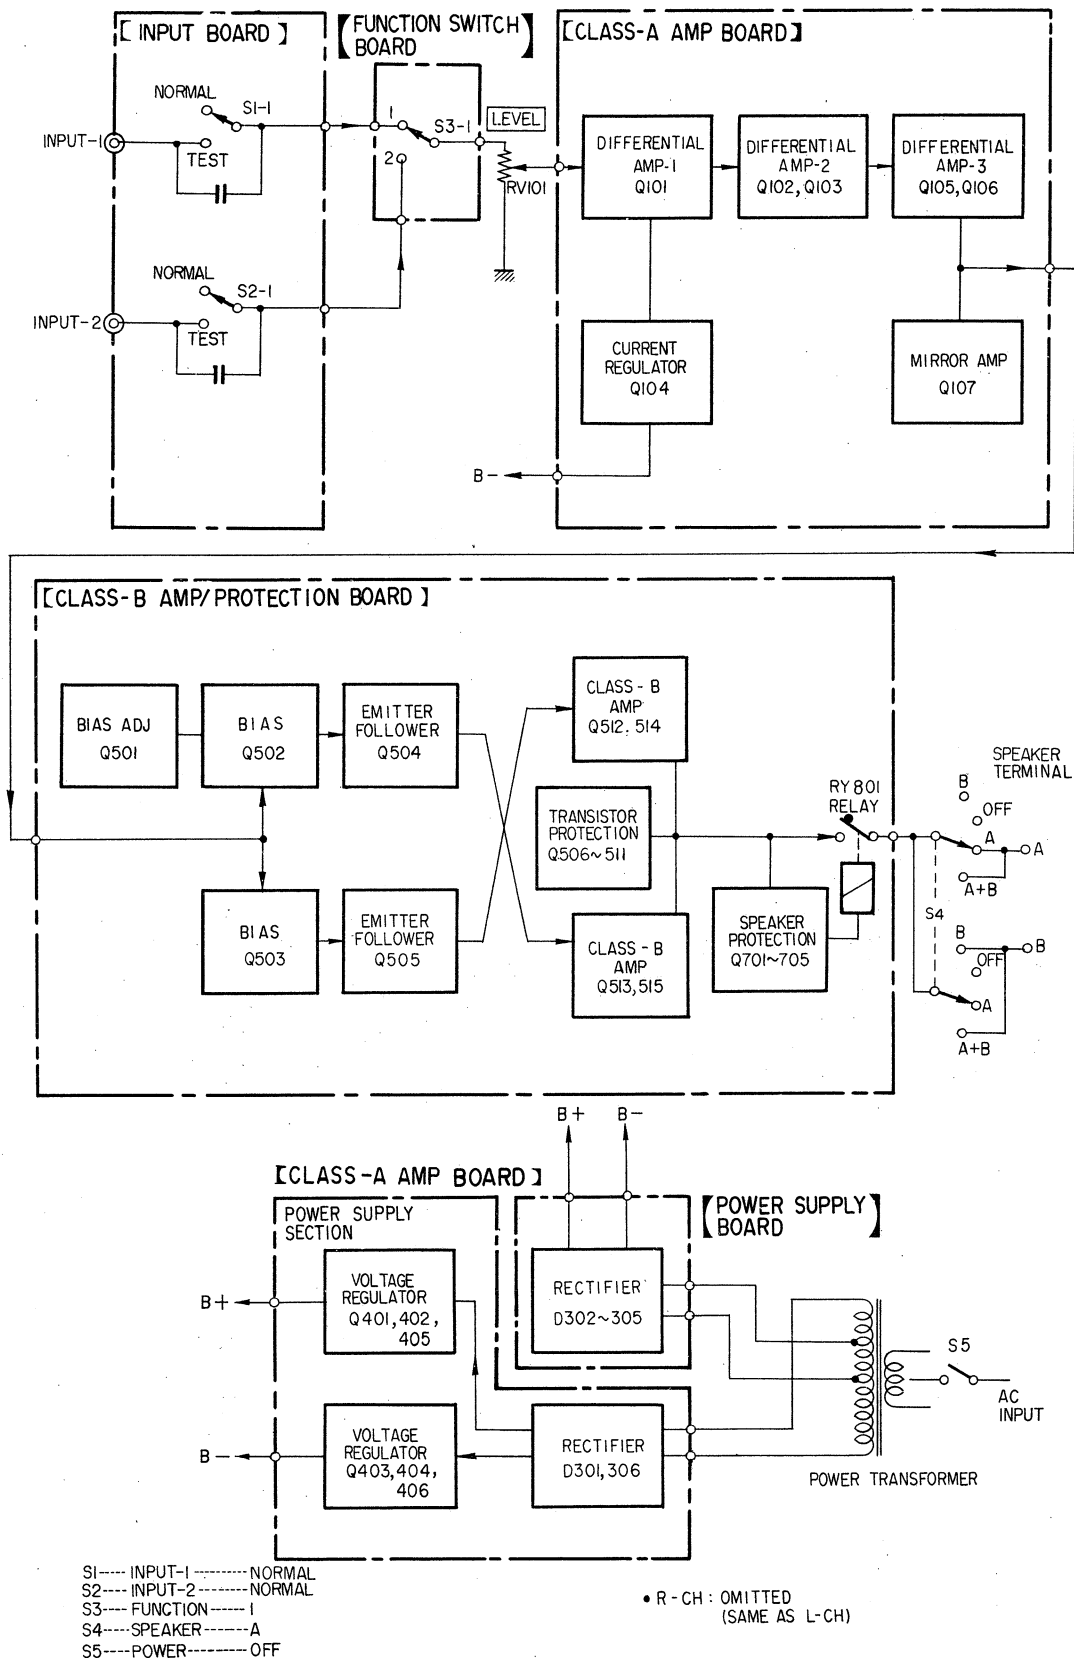 [INPUT BOARD]
[FUNCTION SWITCH
BOARD]
[CLASS-A AMP BOARD]
NORMAL
S1-1
INPUT-1
TEST
1
S3-1
2
LEVEL
RV101
DIFFERENTIAL
AMP-1
Q101
DIFFERENTIAL
AMP-2
Q102, Q103
DIFFERENTIAL
AMP-3
Q105, Q106
NORMAL
S2-1
INPUT-2
TEST
CURRENT
REGULATOR
Q104
MIRROR AMP
Q107
B-
[CLASS-B AMP/PROTECTION BOARD]
BIAS ADJ
Q501
BIAS
Q502
EMITTER
FOLLOWER
Q504
CLASS-B
AMP
Q512, 514
TRANSISTOR
PROTECTION
Q506~511
RY801
RELAY
SPEAKER
TERMINAL
B
OFF
A
A
A+B
S4
BIAS
Q503
EMITTER
FOLLOWER
Q505
CLASS-B
AMP
Q513, 515
SPEAKER
PROTECTION
Q701~705
B
B
OFF
A
A+B
B+
B-
[CLASS-A AMP BOARD]
[POWER SUPPLY
BOARD]
POWER SUPPLY
SECTION
VOLTAGE
REGULATOR
Q401, 402,
405
B+
RECTIFIER
D302~305
S5
AC
INPUT
VOLTAGE
REGULATOR
Q403, 404,
406
B-
RECTIFIER
D301, 306
POWER TRANSFORMER
S1---- INPUT-1 --------- NORMAL
S2---- INPUT-2 -------- NORMAL
S3---- FUNCTION ------ 1
S4---- SPEAKER ------- A
S5---- POWER --------- OFF
• R-CH : OMITTED
(SAME AS L-CH)